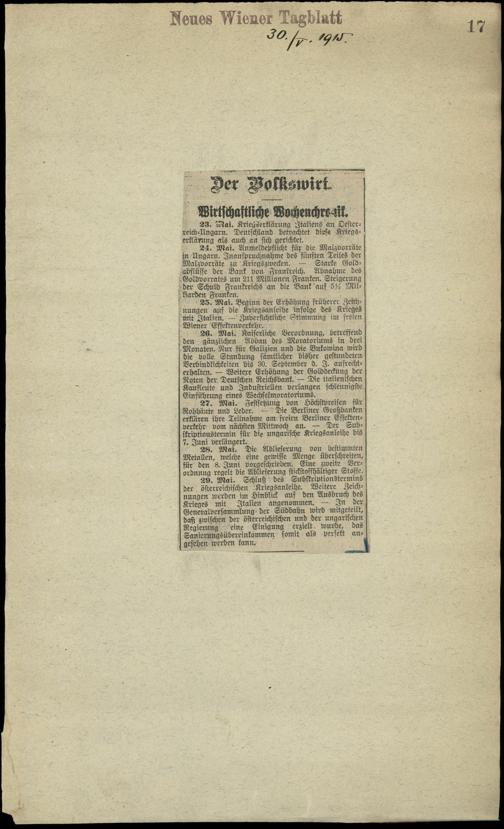 Neues Wiener Tagblatt
17
30./V. 1915.
Der Volkswirt.
Wirtschaftliche Wochenchronik.
23. Mai. Kriegserklärung Italiens an Oester-
reich-Ungarn. Deutschland betrachtet diese Kriegs-
erklärung als auch an sich gerichtet.
24. Mai. Anmeldepflicht für die Malzvorräte
in Ungarn. Inanspruchnahme des fünften Teiles der
Malzvorräte zu Kriegszwecken. — Starke Gold-
abflüsse der Bank von Frankreich. Abnahme des
Goldvorrates um 211 Millionen Franken. Steigerung
der Schuld Frankreichs an die Bank auf Mil-
liarden Franken.
25. Mai. Beginn der Erhöhung früherer Zeich-
nungen auf die Kriegsanleihe infolge des Krieges
mit Italien. — Zuversichtliche Stimmung im freien
Wiener Effektenverkehr.
26. Mai. Kaiserliche Verordnung, betreffend
den gänzlichen Abbau des Moratoriums in drei
Monaten. Nur für Galizien und die Bukowina wird
die volle Stundung sämtlicher bisher gestundeten
Verbindlichkeiten bis 30. September d. J. aufrecht-
erhalten. — Weitere Erhöhung der Golddeckung der
Noten der Deutschen Reichsbank. — Die italienischen
Kaufleute und Industriellen verlangen schleunigste
Einführung eines Wechselmoratoriums.
27. Mai. Festsetzung von Höchstpreisen für
Rohhäute und Leder. — Die Berliner Großbanken
erklären ihre Teilnahme am freien Berliner Effekten-
verkehr vom nächsten Mittwoch an. — Der Sub-
skriptionstermin für die ungarische Kriegsanleihe bis
7. Juni verlängert.
28. Mai. Die Ablieferung von bestimmten
Metallen, welche eine gewisse Menge überschreiten,
für den 8. Juni vorgeschrieben. Eine zweite Ver-
ordnung regelt die Ablieferung stickstoffhältiger Stoffe.
29. Mai. Schluß des Subskriptionstermins
der österreichischen Kriegsanleihe. Weitere Zeich-
nungen werden im Hinblick auf den Ausbruch des
Krieges mit Italien angenommen. — In der
Generalversammlung der Südbahn wird mitgeteilt,
daß zwischen der österreichischen und der ungarischen
Regierung eine Einigung erzielt wurde, das
Sanierungsübereinkommen somit als perfekt an-
gesehen werden kann.